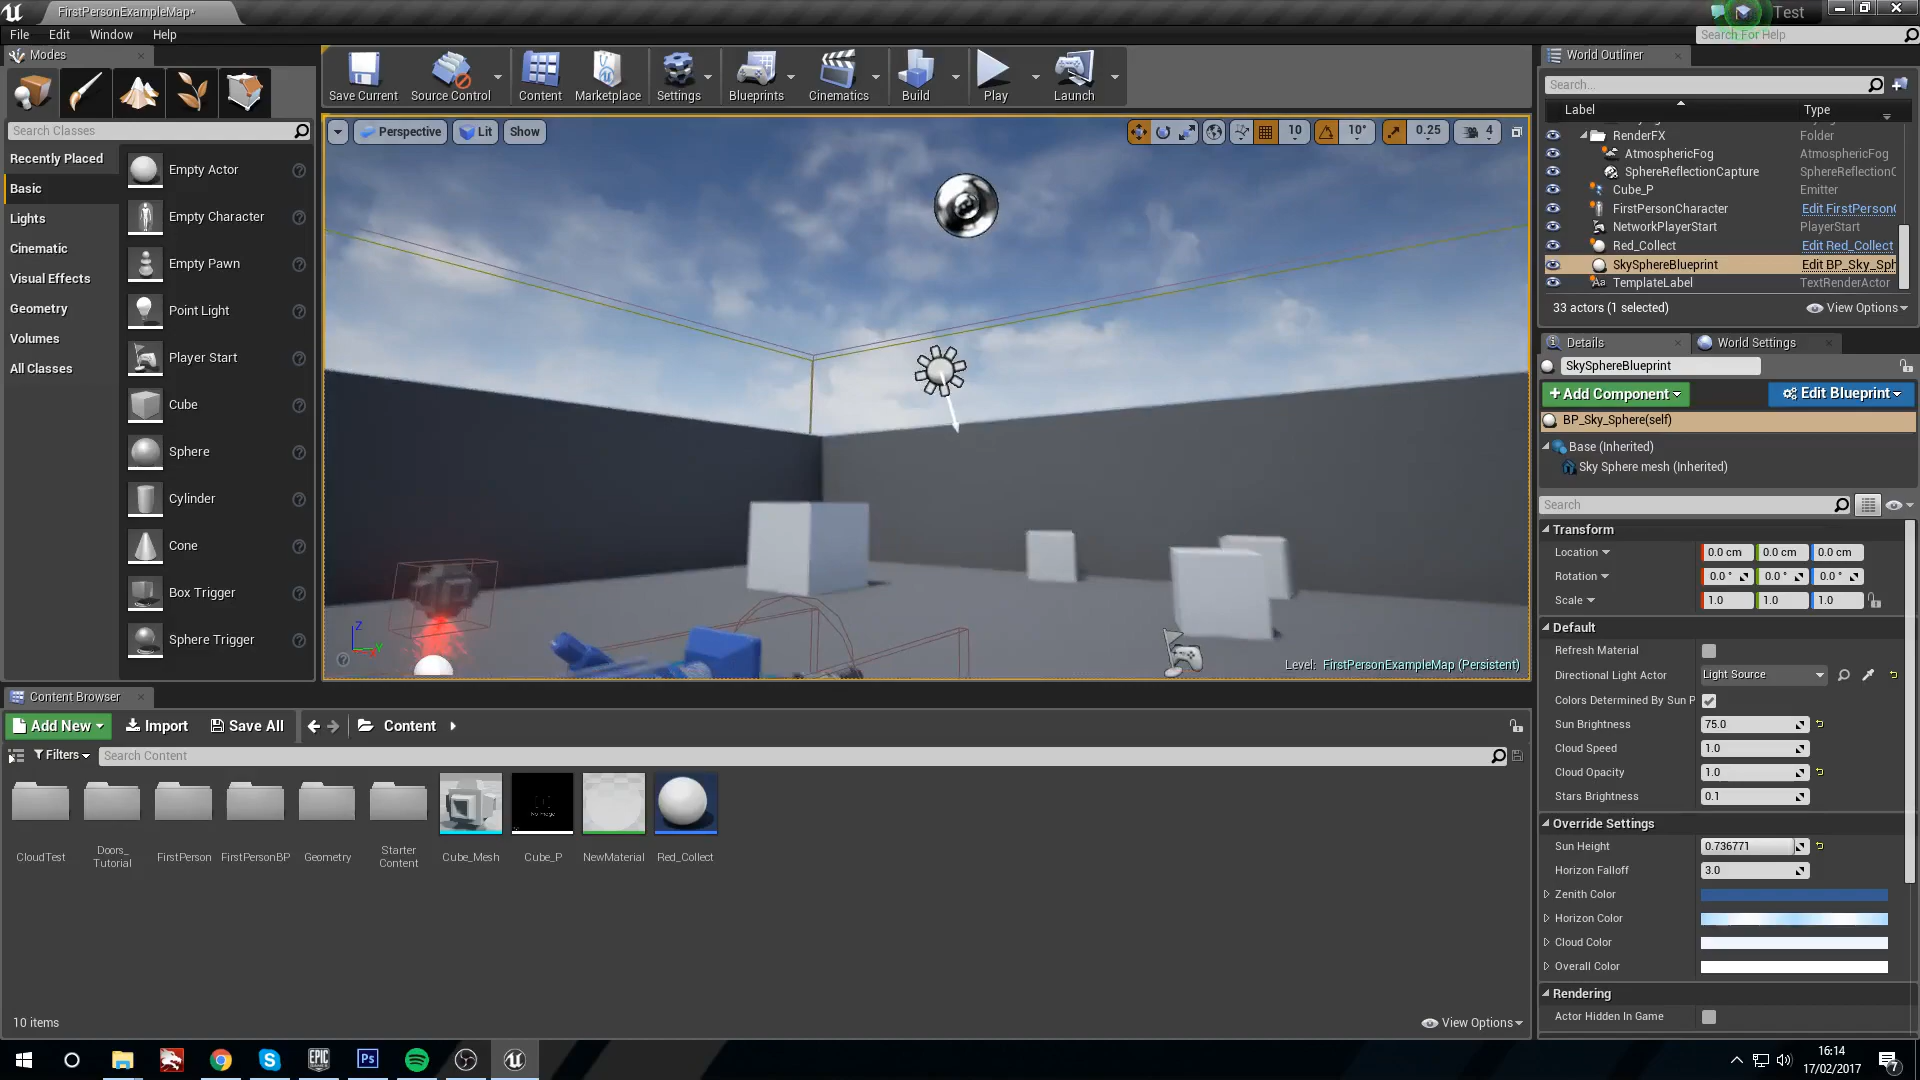 FirstPersonExampleMap*
Test
File
Edit
Window
Help
Search For Help
Modes
Save Current
Source Control
Content
Marketplace
Settings
Blueprints
Cinematics
Build
Play
Launch
World Outliner
Search...
Label
Type
Search Classes
Perspective
Lit
Show
10
10°
0.25
4
RenderFX
Folder
AtmosphericFog
AtmosphericFog
SphereReflectionCapture
SphereReflectionC
Cube_P
Emitter
FirstPersonCharacter
Edit FirstPerson
NetworkPlayerStart
PlayerStart
Red_Collect
Edit Red_Collect
SkySphereBlueprint
Edit BP_Sky_Sph
TemplateLabel
TextRenderActor
33 actors (1 selected)
View Options
Recently Placed
Basic
Lights
Cinematic
Visual Effects
Geometry
Volumes
All Classes
Empty Actor
Empty Character
Empty Pawn
Point Light
Player Start
Cube
Sphere
Cylinder
Cone
Box Trigger
Sphere Trigger
Z
Y
Level: FirstPersonExampleMap (Persistent)
Details
World Settings
SkySphereBlueprint
Add Component
Edit Blueprint
BP_Sky_Sphere(self)
Base (Inherited)
Sky Sphere mesh (Inherited)
Search
Transform
Location
0.0 cm
0.0 cm
0.0 cm
Rotation
0.0 °
0.0 °
0.0 °
Scale
1.0
1.0
1.0
Default
Refresh Material
Directional Light Actor
Light Source
Colors Determined By Sun P
Sun Brightness
75.0
Cloud Speed
1.0
Cloud Opacity
1.0
Stars Brightness
0.1
Override Settings
Sun Height
0.736771
Horizon Falloff
3.0
Zenith Color
Horizon Color
Cloud Color
Overall Color
Rendering
Actor Hidden In Game
Content Browser
Add New
Import
Save All
Content
Filters
Search Content
CloudTest
Doors_
Tutorial
FirstPerson
FirstPersonBP
Geometry
Starter
Content
Cube_Mesh
Cube_P
NewMaterial
Red_Collect
10 items
View Options
EPIC
Ps
16:14
17/02/2017
7